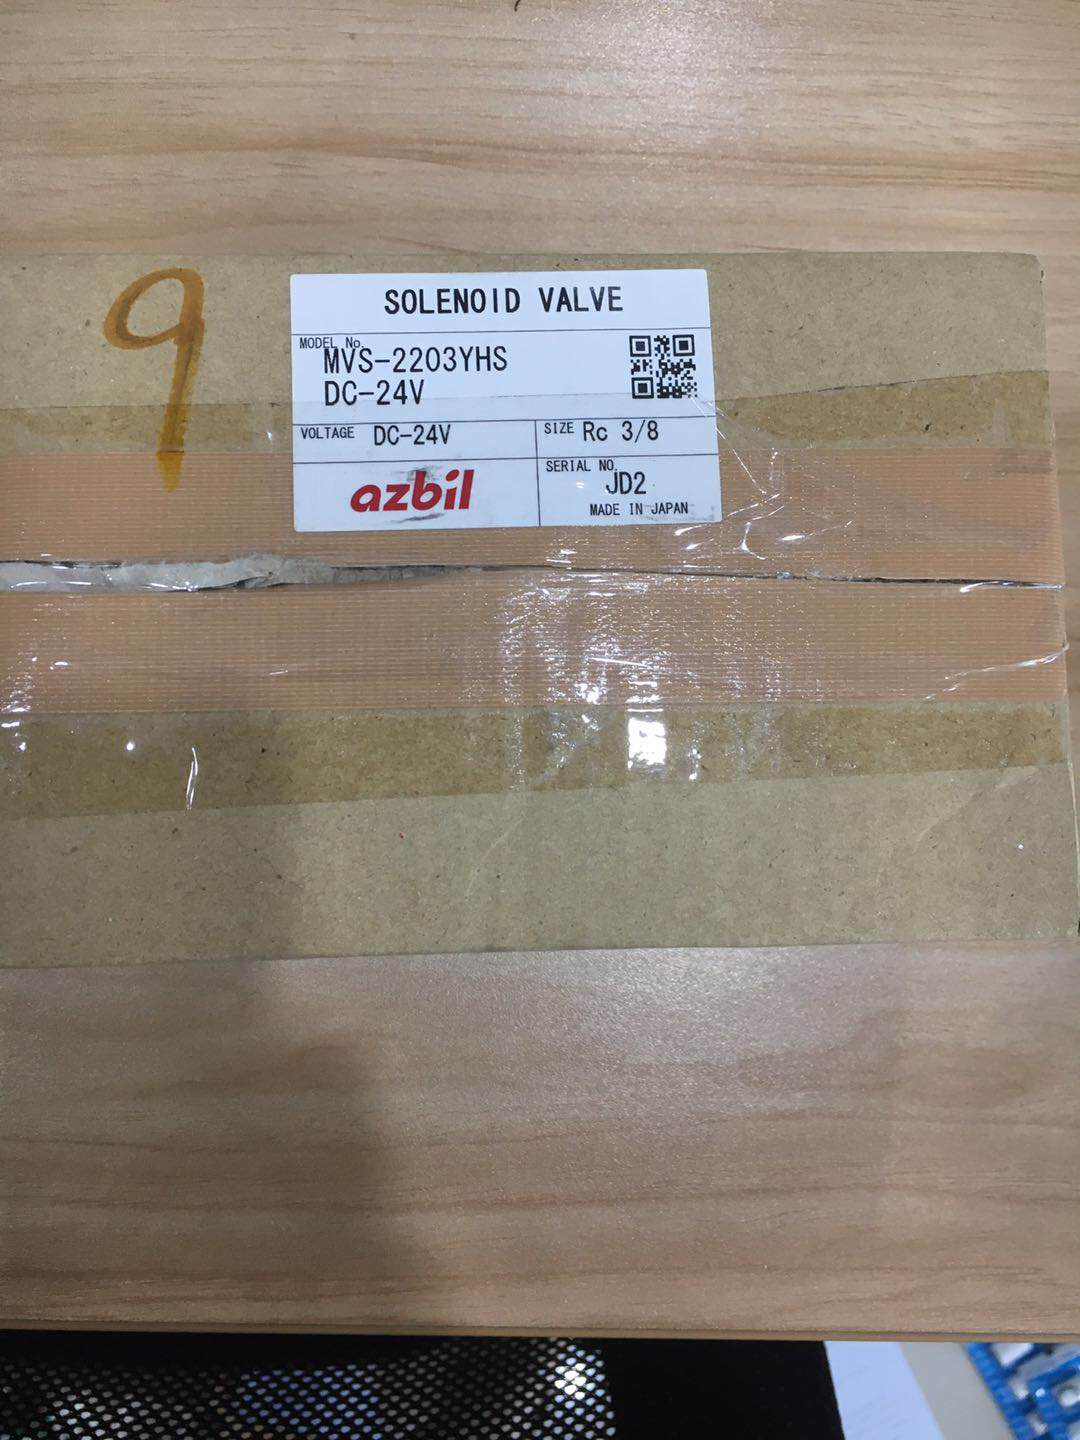 9
SOLENOID VALVE
MODEL No.
MVS-2203YHS
DC-24V
VOLTAGE DC-24V
SIZE Rc 3/8
azbil
SERIAL NO.
JD2
MADE IN JAPAN